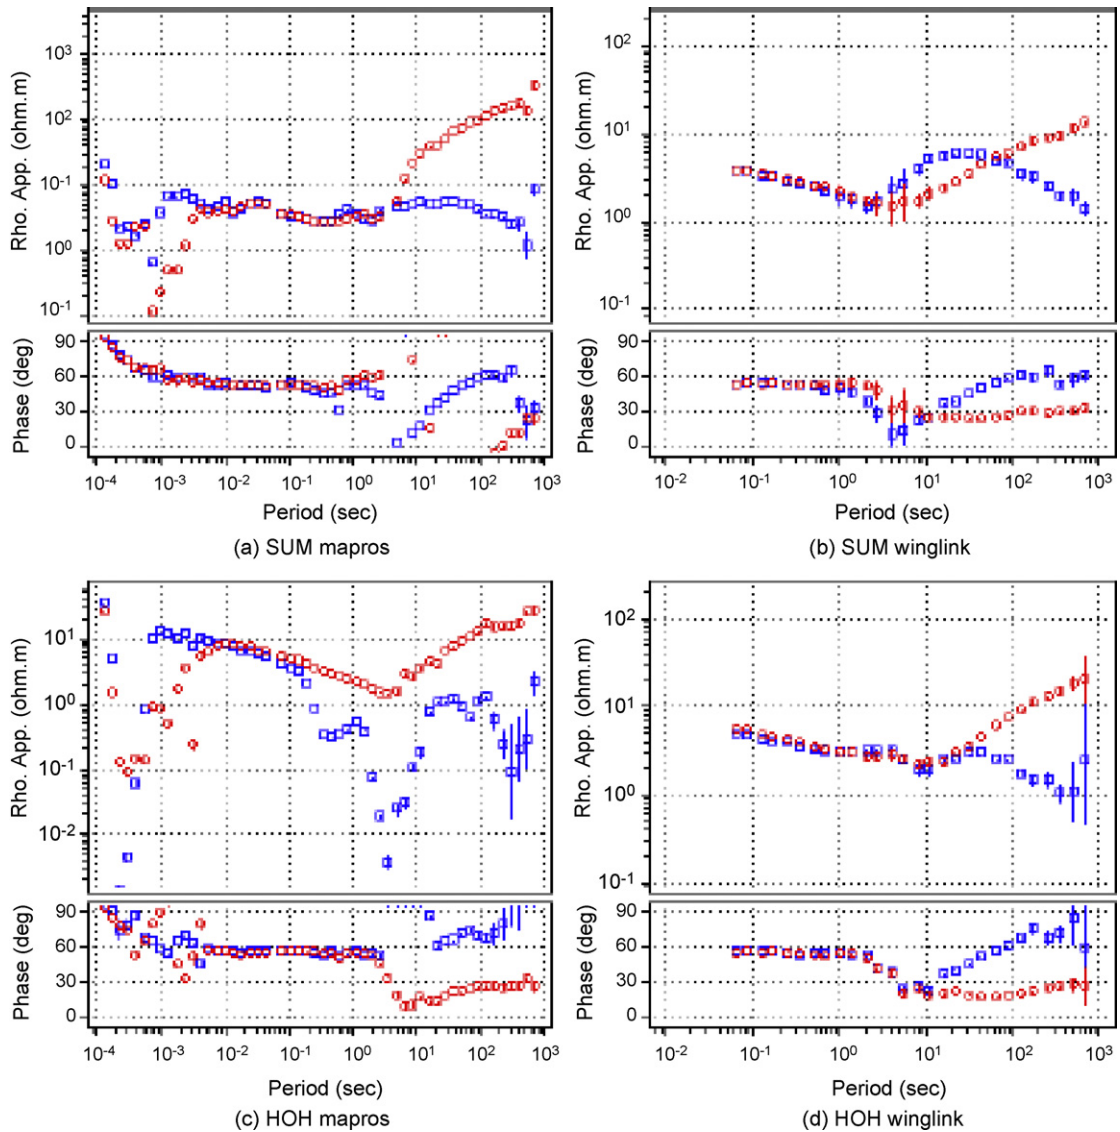 10³
10²
10⁻¹
10⁰
10⁻¹
Rho. App. (ohm.m)
90
60
30
0
Phase (deg)
10⁻⁴ 10⁻³ 10⁻² 10⁻¹ 10⁰ 10¹ 10² 10³
Period (sec)
(a) SUM mapros
10²
10¹
10⁰
10⁻¹
Rho. App. (ohm.m)
90
60
30
0
Phase (deg)
10⁻² 10⁻¹ 10⁰ 10¹ 10² 10³
Period (sec)
(b) SUM winglink
10¹
10⁰
10⁻¹
10⁻²
Rho. App. (ohm.m)
90
60
30
0
Phase (deg)
10⁻⁴ 10⁻³ 10⁻² 10⁻¹ 10⁰ 10¹ 10² 10³
Period (sec)
(c) HOH mapros
10²
10¹
10⁰
10⁻¹
Rho. App. (ohm.m)
90
60
30
0
Phase (deg)
10⁻² 10⁻¹ 10⁰ 10¹ 10² 10³
Period (sec)
(d) HOH winglink